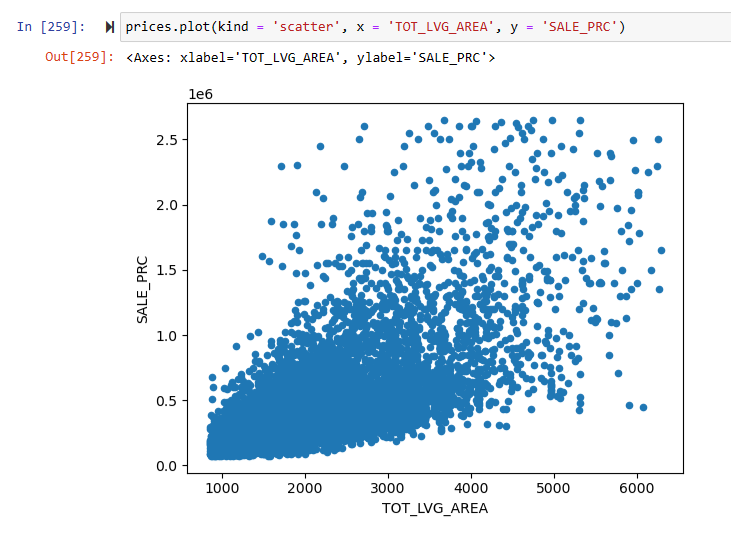 In [259]: prices.plot(kind = 'scatter', x = 'TOT_LVG_AREA', y = 'SALE_PRC')
Out[259]: <Axes: xlabel='TOT_LVG_AREA', ylabel='SALE_PRC'>
1e6
2.5
2.0
1.5
1.0
0.5
0.0
SALE_PRC
1000 2000 3000 4000 5000 6000
TOT_LVG_AREA